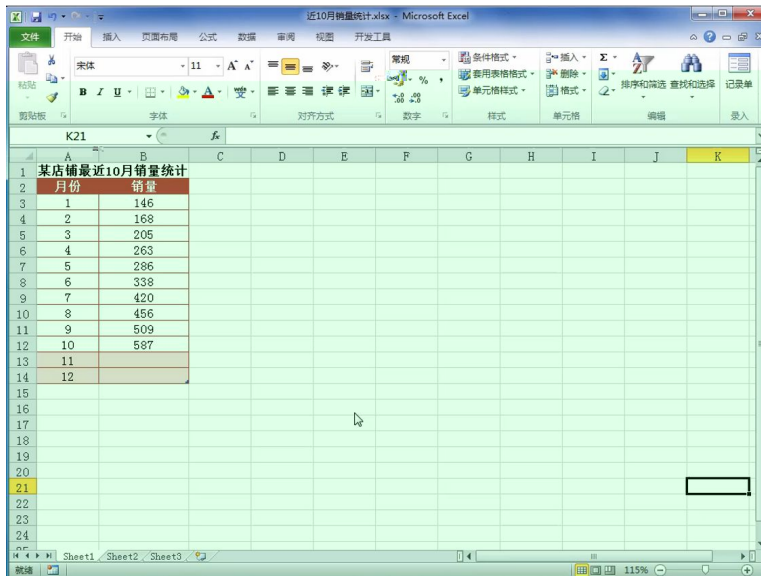 近10月销量统计.xlsx - Microsoft Excel
文件 开始 插入 页面布局 公式 数据 审阅 视图 开发工具
宋体 11 常规 条件格式 插入 Σ
粘贴 套用表格格式 删除 排序和筛选 查找和选择 记录单
B I U A 变 单元格样式 格式
剪贴板 字体 对齐方式 数字 样式 单元格 编辑 录入
K21 fx
A B C D E F G H I J K
1 某店铺最近10月销量统计
2 月份 销量
3 1 146
4 2 168
5 3 205
6 4 263
7 5 286
8 6 338
9 7 420
10 8 456
11 9 509
12 10 587
13 11
14 12
15
16
17
18
19
20
21
22
23
24
25
Sheet1 Sheet2 Sheet3
就绪 115%